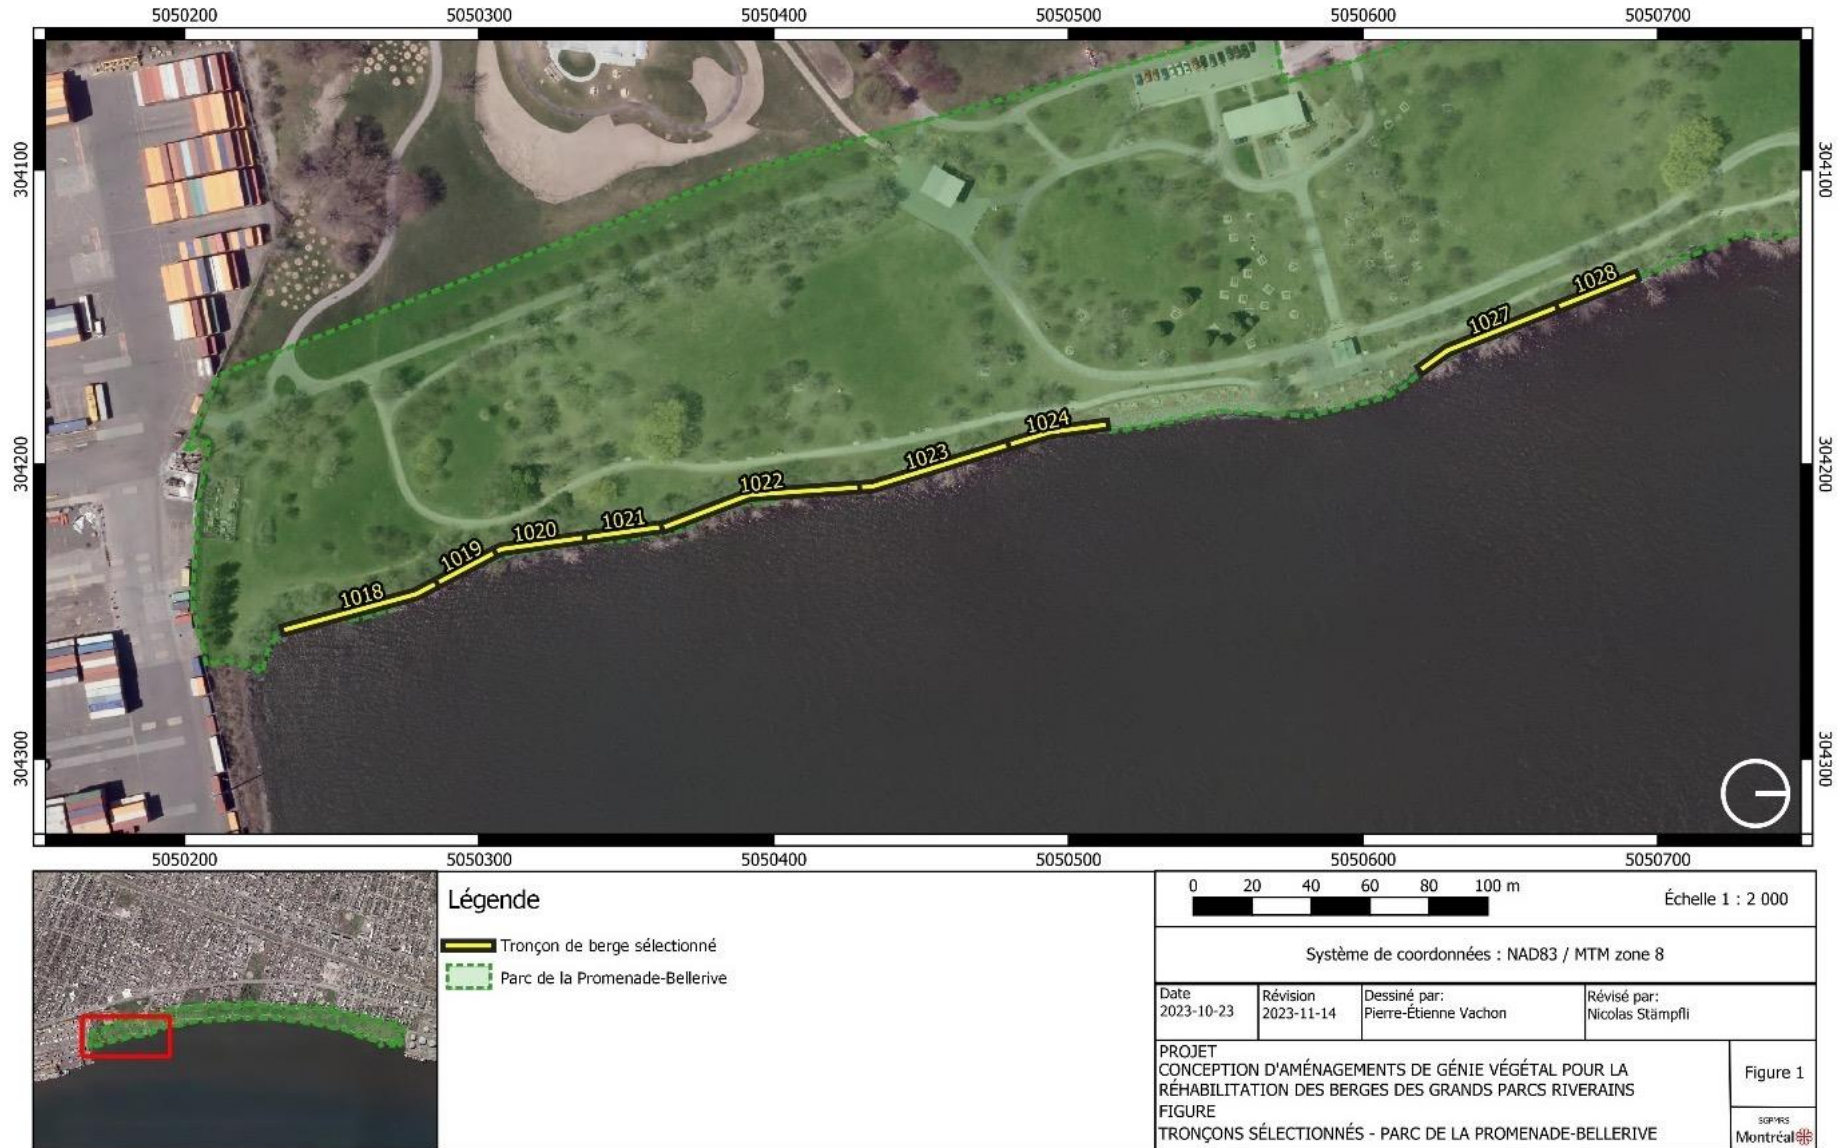 5050200 5050300 5050400 5050500 5050600 5050700
304100 304100
304200 304200
304300 304300
1028
1027
1024
1023
1022
1021
1020
1019
1018
5050200 5050300 5050400 5050500 5050600 5050700
Légende
Tronçon de berge sélectionné
Parc de la Promenade-Bellerive
0 20 40 60 80 100 m
Échelle 1 : 2 000
Système de coordonnées : NAD83 / MTM zone 8
Date
2023-10-23
Révision
2023-11-14
Dessiné par:
Pierre-Étienne Vachon
Révisé par:
Nicolas Stämpfli
PROJET
CONCEPTION D'AMÉNAGEMENTS DE GÉNIE VÉGÉTAL POUR LA
RÉHABILITATION DES BERGES DES GRANDS PARCS RIVERAINS
FIGURE
TRONÇONS SÉLECTIONNÉS - PARC DE LA PROMENADE-BELLERIVE
Figure 1
SGPMRS
Montréal